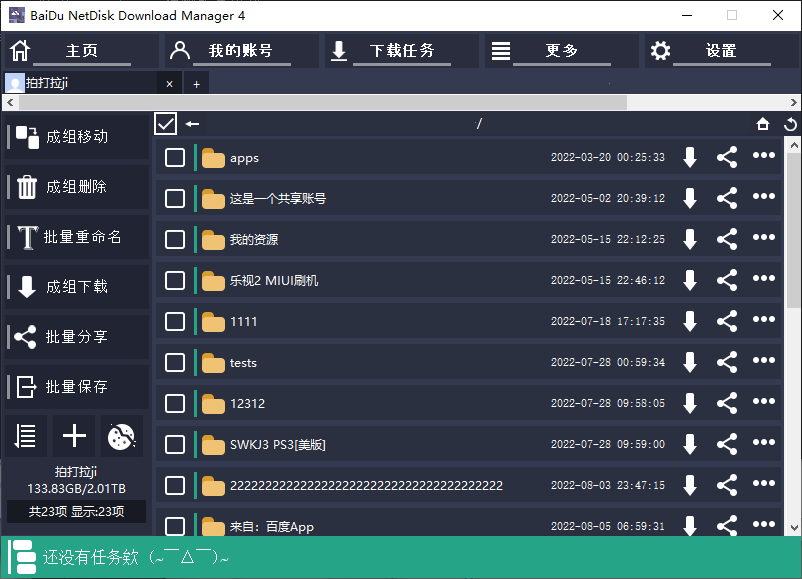 BaiDu NetDisk Download Manager 4
主页 我的账号 下载任务 更多 设置
拍打拉ji × +
成组移动
成组删除
批量重命名
成组下载
批量分享
批量保存
拍打拉ji
133.83GB/2.01TB
共23项 显示:23项
/
apps 2022-03-20 00:25:33
这是一个共享账号 2022-05-02 20:39:12
我的资源 2022-05-15 22:12:25
乐视2 MIUI刷机 2022-05-15 22:46:12
1111 2022-07-18 17:17:35
tests 2022-07-28 00:59:34
12312 2022-07-28 09:58:05
SWKJ3 PS3[美版] 2022-07-28 09:59:00
222222222222222222222222222222222222222 2022-08-03 23:47:15
来自：百度App 2022-08-05 06:59:31
还没有任务欸（~￣△￣）~